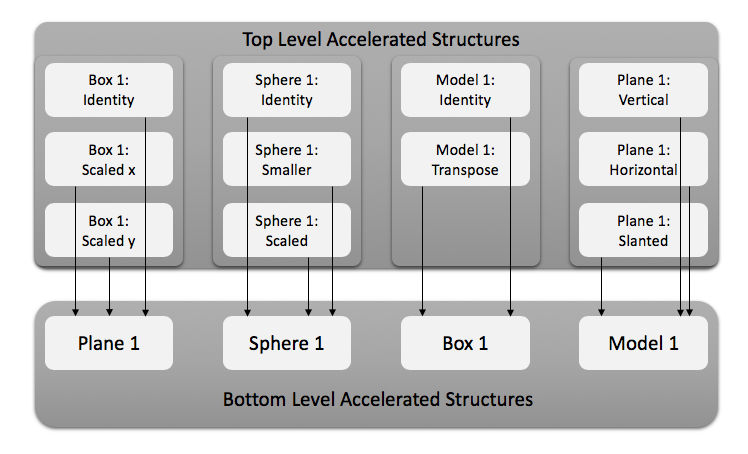 Top Level Accelerated Structures
Box 1:
Identity
Box 1:
Scaled x
Box 1:
Scaled y
Sphere 1:
Identity
Sphere 1:
Smaller
Sphere 1:
Scaled
Model 1:
Identity
Model 1:
Transpose
Plane 1:
Vertical
Plane 1:
Horizontal
Plane 1:
Slanted
Plane 1
Sphere 1
Box 1
Model 1
Bottom Level Accelerated Structures